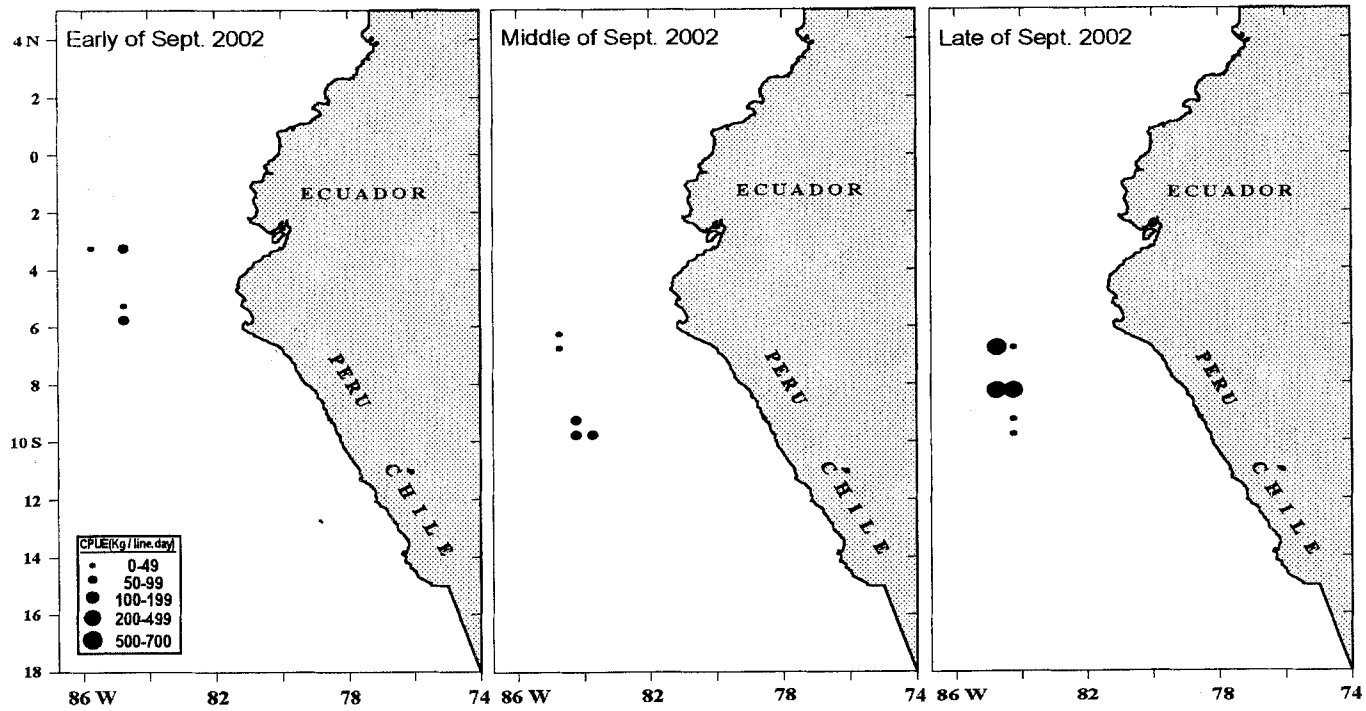 Early of Sept. 2002
Middle of Sept. 2002
Late of Sept. 2002
4 N
2
0
2
4
6
8
10 S
12
14
16
18
ECUADOR
PERU
CHILE
ECUADOR
PERU
CHILE
ECUADOR
PERU
CHILE
CPUE(Kg / line.day)
0-49
50-99
100-199
200-499
500-700
86 W
82
78
74
86 W
82
78
74
86 W
82
78
74